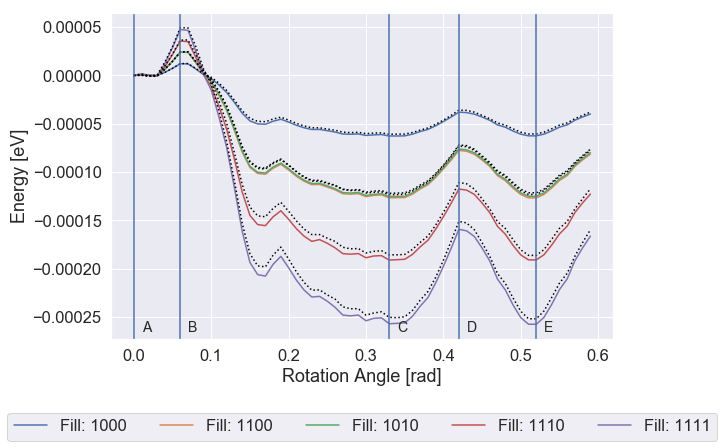 0.00005
0.00000
−0.00005
−0.00010
−0.00015
−0.00020
−0.00025
Energy [eV]
A B C D E
0.0 0.1 0.2 0.3 0.4 0.5 0.6
Rotation Angle [rad]
Fill: 1000 Fill: 1100 Fill: 1010 Fill: 1110 Fill: 1111